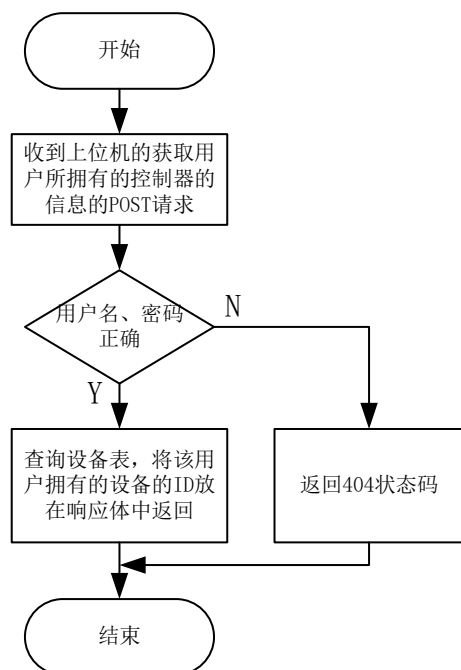 开始
收到上位机的获取用
户所拥有的控制器的
信息的POST请求
用户名、密码
正确
N
Y
查询设备表，将该用
户拥有的设备的ID放
在响应体中返回
返回404状态码
结束